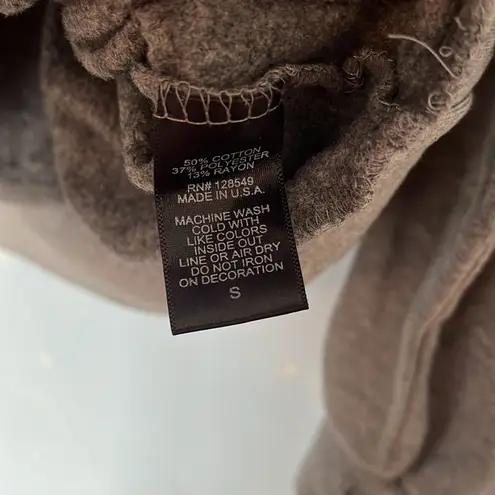 50% COTTON
37% POLYESTER
13% RAYON
RN# 128549
MADE IN U.S.A.
MACHINE WASH
COLD WITH
LIKE COLORS
INSIDE OUT
LINE OR AIR DRY
DO NOT IRON
ON DECORATION
S